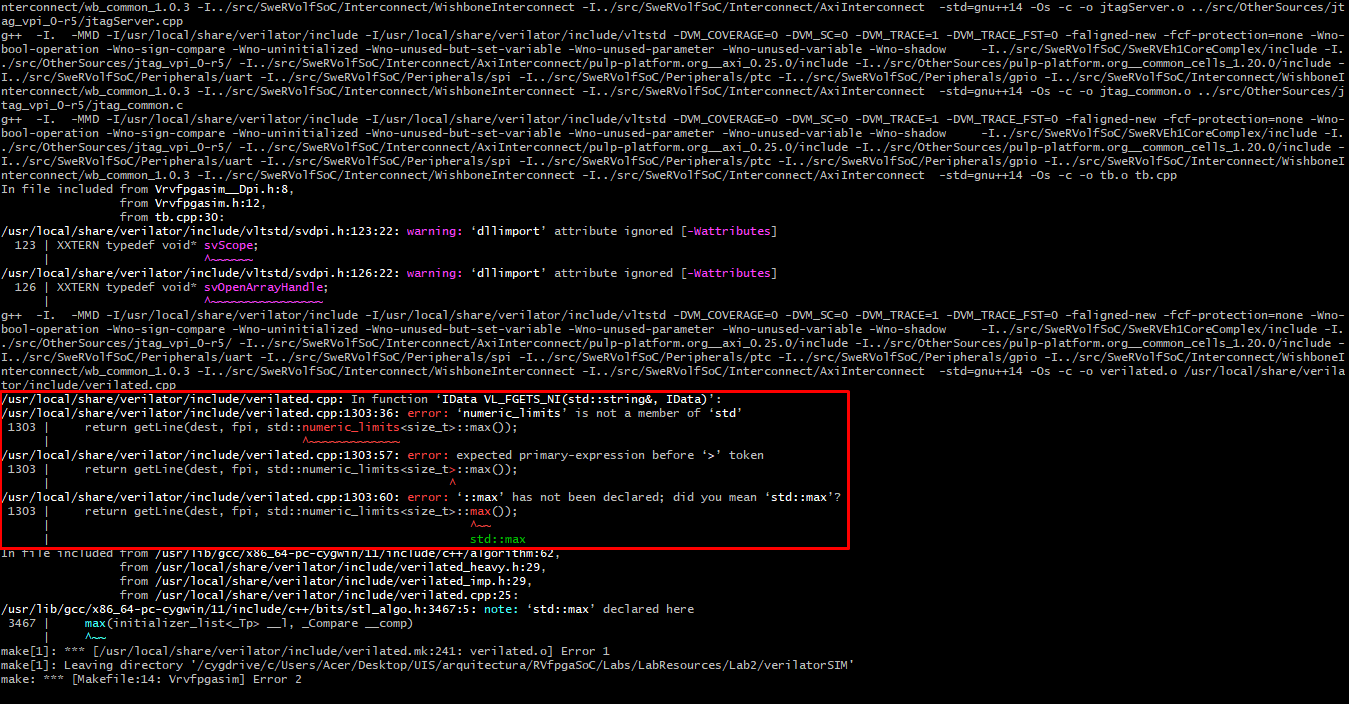 nterconnect/wb_common_1.0.3 -I../src/SweRVolfSoC/Interconnect/WishboneInterconnect -I../src/SweRVolfSoC/Interconnect/AxiInterconnect  -std=gnu++14 -Os -c -o jtagServer.o ../src/OtherSources/jt
ag_vpi_0-r5/jtagServer.cpp
g++  -I.  -MMD -I/usr/local/share/verilator/include -I/usr/local/share/verilator/include/vltstd -DVM_COVERAGE=0 -DVM_SC=0 -DVM_TRACE=1 -DVM_TRACE_FST=0 -faligned-new -fcf-protection=none -Wno-
bool-operation -Wno-sign-compare -Wno-uninitialized -Wno-unused-but-set-variable -Wno-unused-parameter -Wno-unused-variable -Wno-shadow     -I../src/SweRVolfSoC/SweRVEh1CoreComplex/include -I.
./src/OtherSources/jtag_vpi_0-r5/ -I../src/SweRVolfSoC/Interconnect/AxiInterconnect/pulp-platform.org__axi_0.25.0/include -I../src/OtherSources/pulp-platform.org__common_cells_1.20.0/include -
I../src/SweRVolfSoC/Peripherals/uart -I../src/SweRVolfSoC/Peripherals/spi -I../src/SweRVolfSoC/Peripherals/ptc -I../src/SweRVolfSoC/Peripherals/gpio -I../src/SweRVolfSoC/Interconnect/WishboneI
nterconnect/wb_common_1.0.3 -I../src/SweRVolfSoC/Interconnect/WishboneInterconnect -I../src/SweRVolfSoC/Interconnect/AxiInterconnect  -std=gnu++14 -Os -c -o jtag_common.o ../src/OtherSources/j
tag_vpi_0-r5/jtag_common.c
g++  -I.  -MMD -I/usr/local/share/verilator/include -I/usr/local/share/verilator/include/vltstd -DVM_COVERAGE=0 -DVM_SC=0 -DVM_TRACE=1 -DVM_TRACE_FST=0 -faligned-new -fcf-protection=none -Wno-
bool-operation -Wno-sign-compare -Wno-uninitialized -Wno-unused-but-set-variable -Wno-unused-parameter -Wno-unused-variable -Wno-shadow     -I../src/SweRVolfSoC/SweRVEh1CoreComplex/include -I.
./src/OtherSources/jtag_vpi_0-r5/ -I../src/SweRVolfSoC/Interconnect/AxiInterconnect/pulp-platform.org__axi_0.25.0/include -I../src/OtherSources/pulp-platform.org__common_cells_1.20.0/include -
I../src/SweRVolfSoC/Peripherals/uart -I../src/SweRVolfSoC/Peripherals/spi -I../src/SweRVolfSoC/Peripherals/ptc -I../src/SweRVolfSoC/Peripherals/gpio -I../src/SweRVolfSoC/Interconnect/WishboneI
nterconnect/wb_common_1.0.3 -I../src/SweRVolfSoC/Interconnect/WishboneInterconnect -I../src/SweRVolfSoC/Interconnect/AxiInterconnect  -std=gnu++14 -Os -c -o tb.o tb.cpp
In file included from Vrvfpgasim__Dpi.h:8,
                 from Vrvfpgasim.h:12,
                 from tb.cpp:30:
/usr/local/share/verilator/include/vltstd/svdpi.h:123:22: warning: ‘dllimport’ attribute ignored [-Wattributes]
  123 | XXTERN typedef void* svScope;
      |                      ^~~~~~~
/usr/local/share/verilator/include/vltstd/svdpi.h:126:22: warning: ‘dllimport’ attribute ignored [-Wattributes]
  126 | XXTERN typedef void* svOpenArrayHandle;
      |                      ^~~~~~~~~~~~~~~~~
g++  -I.  -MMD -I/usr/local/share/verilator/include -I/usr/local/share/verilator/include/vltstd -DVM_COVERAGE=0 -DVM_SC=0 -DVM_TRACE=1 -DVM_TRACE_FST=0 -faligned-new -fcf-protection=none -Wno-
bool-operation -Wno-sign-compare -Wno-uninitialized -Wno-unused-but-set-variable -Wno-unused-parameter -Wno-unused-variable -Wno-shadow     -I../src/SweRVolfSoC/SweRVEh1CoreComplex/include -I.
./src/OtherSources/jtag_vpi_0-r5/ -I../src/SweRVolfSoC/Interconnect/AxiInterconnect/pulp-platform.org__axi_0.25.0/include -I../src/OtherSources/pulp-platform.org__common_cells_1.20.0/include -
I../src/SweRVolfSoC/Peripherals/uart -I../src/SweRVolfSoC/Peripherals/spi -I../src/SweRVolfSoC/Peripherals/ptc -I../src/SweRVolfSoC/Peripherals/gpio -I../src/SweRVolfSoC/Interconnect/WishboneI
nterconnect/wb_common_1.0.3 -I../src/SweRVolfSoC/Interconnect/WishboneInterconnect -I../src/SweRVolfSoC/Interconnect/AxiInterconnect  -std=gnu++14 -Os -c -o verilated.o /usr/local/share/verila
tor/include/verilated.cpp
/usr/local/share/verilator/include/verilated.cpp: In function ‘IData VL_FGETS_NI(std::string&, IData)’:
/usr/local/share/verilator/include/verilated.cpp:1303:36: error: ‘numeric_limits’ is not a member of ‘std’
 1303 |     return getLine(dest, fpi, std::numeric_limits<size_t>::max());
      |                                    ^~~~~~~~~~~~~~
/usr/local/share/verilator/include/verilated.cpp:1303:57: error: expected primary-expression before ‘>’ token
 1303 |     return getLine(dest, fpi, std::numeric_limits<size_t>::max());
      |                                                         ^
/usr/local/share/verilator/include/verilated.cpp:1303:60: error: ‘::max’ has not been declared; did you mean ‘std::max’?
 1303 |     return getLine(dest, fpi, std::numeric_limits<size_t>::max());
      |                                                            ^~~
      |                                                            std::max
In file included from /usr/lib/gcc/x86_64-pc-cygwin/11/include/c++/algorithm:62,
                 from /usr/local/share/verilator/include/verilated_heavy.h:29,
                 from /usr/local/share/verilator/include/verilated_imp.h:29,
                 from /usr/local/share/verilator/include/verilated.cpp:25:
/usr/lib/gcc/x86_64-pc-cygwin/11/include/c++/bits/stl_algo.h:3467:5: note: ‘std::max’ declared here
 3467 |     max(initializer_list<_Tp> __l, _Compare __comp)
      |     ^~~
make[1]: *** [/usr/local/share/verilator/include/verilated.mk:241: verilated.o] Error 1
make[1]: Leaving directory '/cygdrive/c/Users/Acer/Desktop/UIS/arquitectura/RVfpgaSoC/Labs/LabResources/Lab2/verilatorSIM'
make: *** [Makefile:14: Vrvfpgasim] Error 2